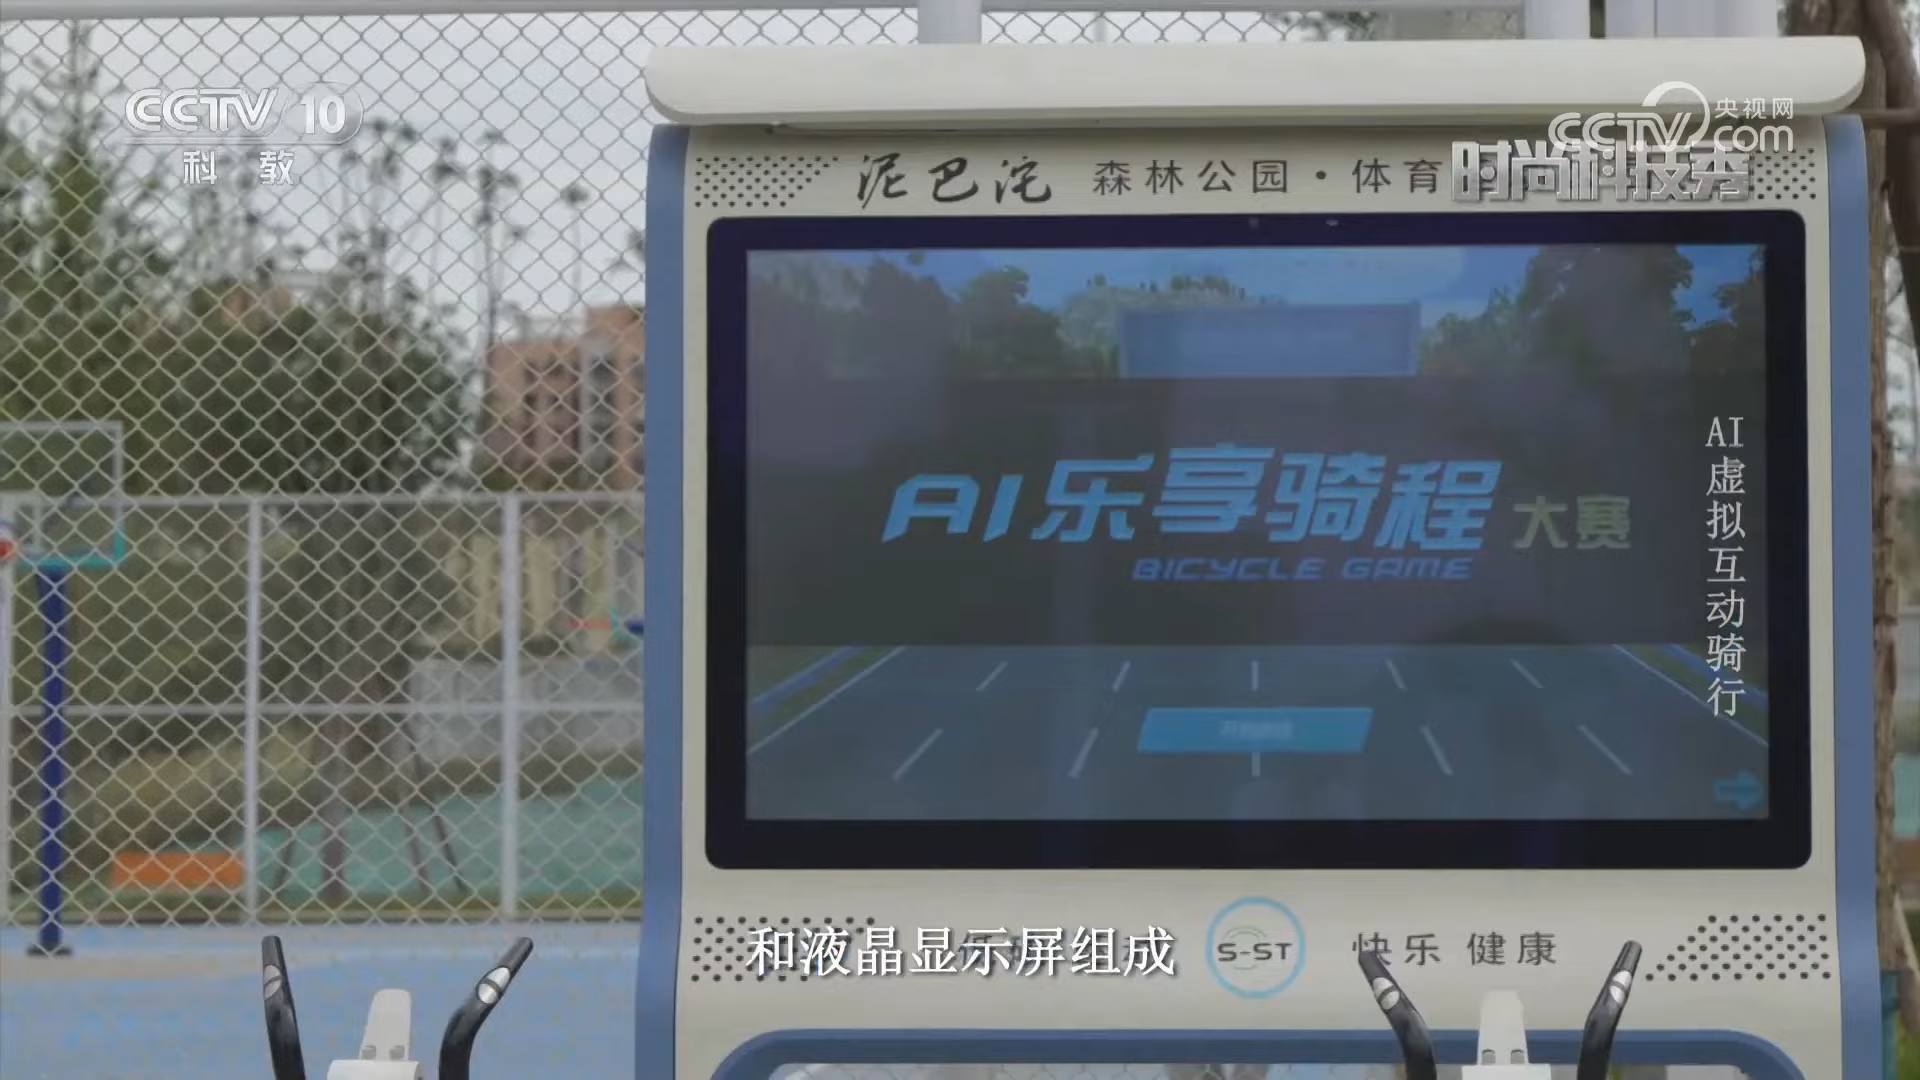 CCTV 10
科教
央视网
CCTV.com
时尚科技秀
泥巴沱 森林公园·体育
AI乐享骑程大赛
BICYCLE GAME
AI虚拟互动骑行
和液晶显示屏组成
S-ST
快乐 健康